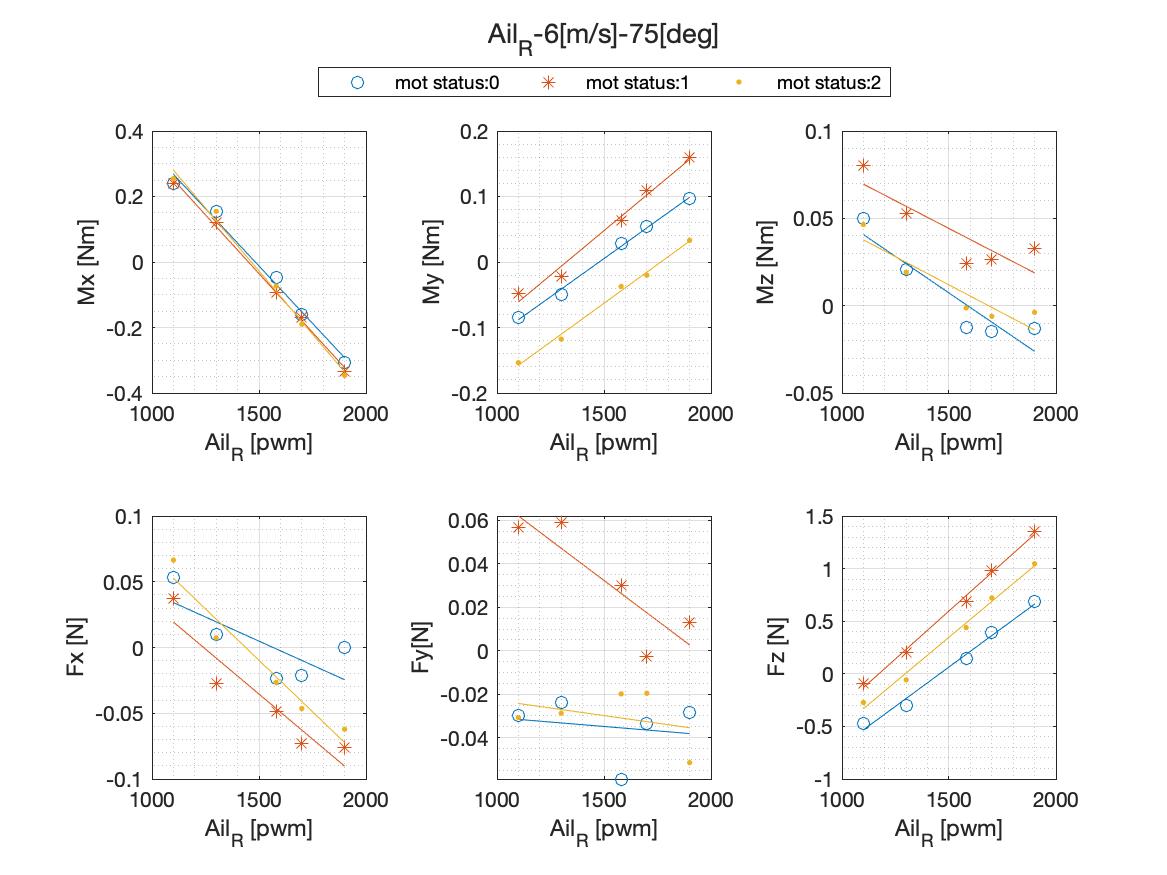 Ail_R-6[m/s]-75[deg]
mot status:0 mot status:1 mot status:2
0.4
0.2
0
-0.2
-0.4
Mx [Nm]
1000 1500 2000
Ail_R [pwm]
0.2
0.1
0
-0.1
-0.2
My [Nm]
1000 1500 2000
Ail_R [pwm]
0.1
0.05
0
-0.05
Mz [Nm]
1000 1500 2000
Ail_R [pwm]
0.1
0.05
0
-0.05
-0.1
Fx [N]
1000 1500 2000
Ail_R [pwm]
0.06
0.04
0.02
0
-0.02
-0.04
Fy[N]
1000 1500 2000
Ail_R [pwm]
1.5
1
0.5
0
-0.5
-1
Fz [N]
1000 1500 2000
Ail_R [pwm]